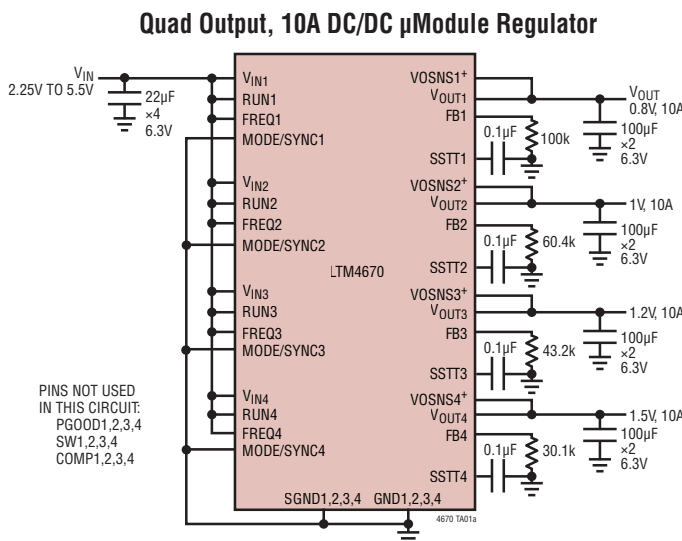 Quad Output, 10A DC/DC µModule Regulator
VIN
2.25V TO 5.5V
22µF
×4
6.3V
VIN1
RUN1
FREQ1
MODE/SYNC1
VIN2
RUN2
FREQ2
MODE/SYNC2
VIN3
RUN3
FREQ3
MODE/SYNC3
VIN4
RUN4
FREQ4
MODE/SYNC4
LTM4670
SGND1,2,3,4 GND1,2,3,4
VOSNS1+
VOUT1
FB1
SSTT1
VOSNS2+
VOUT2
FB2
SSTT2
VOSNS3+
VOUT3
FB3
SSTT3
VOSNS4+
VOUT4
FB4
SSTT4
0.1µF
100k
VOUT
0.8V, 10A
100µF
×2
6.3V
0.1µF
60.4k
1V, 10A
100µF
×2
6.3V
0.1µF
43.2k
1.2V, 10A
100µF
×2
6.3V
0.1µF
30.1k
1.5V, 10A
100µF
×2
6.3V
PINS NOT USED
IN THIS CIRCUIT:
PGOOD1,2,3,4
SW1,2,3,4
COMP1,2,3,4
4670 TA01a